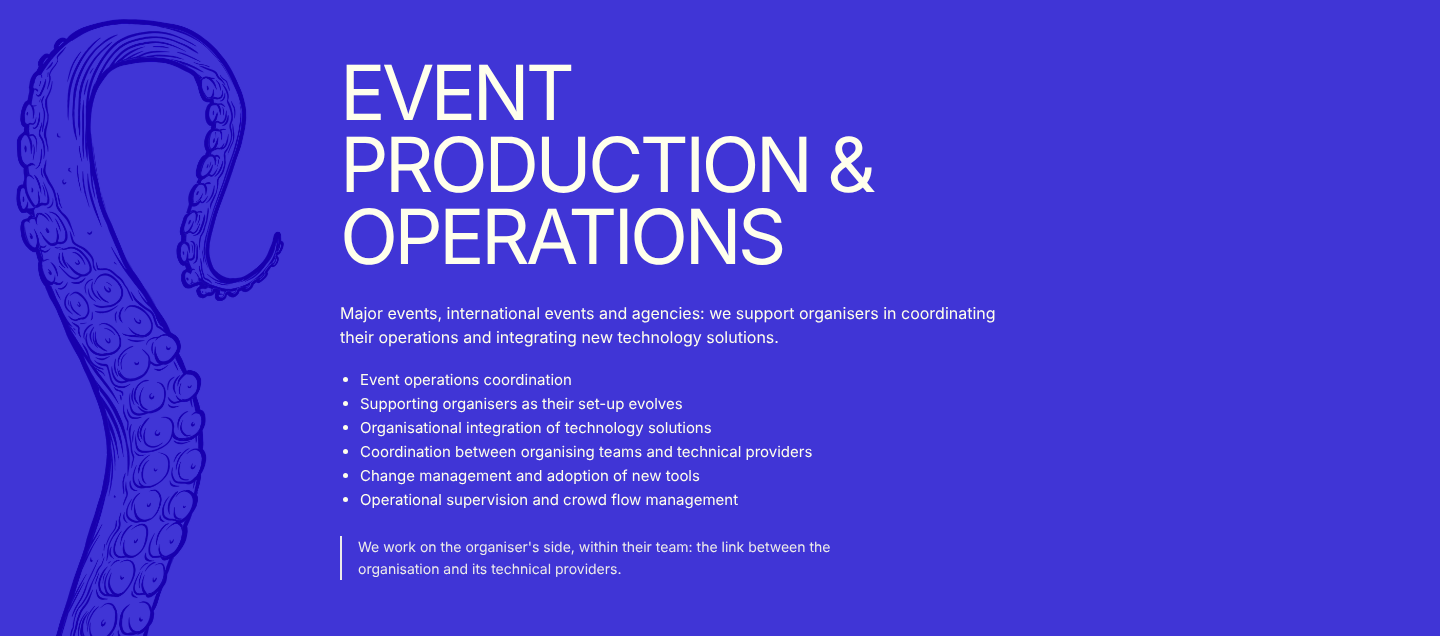 EVENT
PRODUCTION &
OPERATIONS
Major events, international events and agencies: we support organisers in coordinating
their operations and integrating new technology solutions.
• Event operations coordination
• Supporting organisers as their set-up evolves
• Organisational integration of technology solutions
• Coordination between organising teams and technical providers
• Change management and adoption of new tools
• Operational supervision and crowd flow management
We work on the organiser's side, within their team: the link between the
organisation and its technical providers.